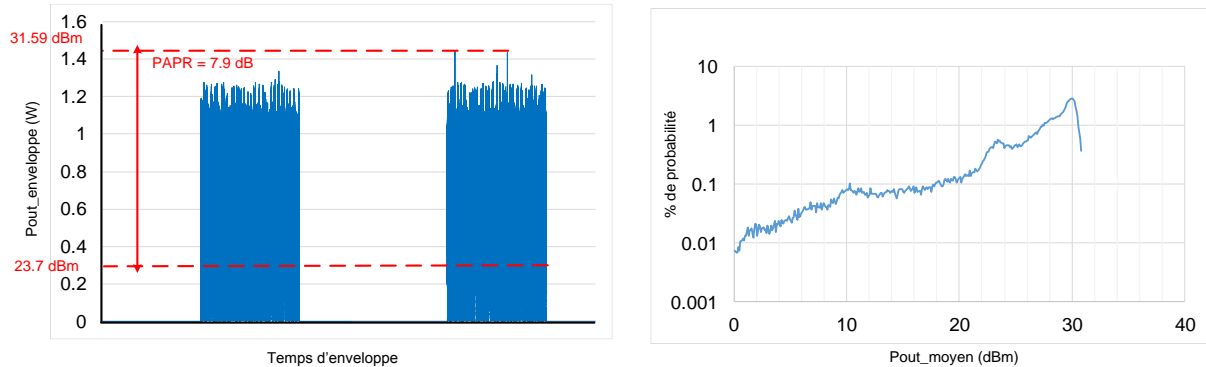 1.6
31.59 dBm
1.4
PAPR = 7.9 dB
1.2
1
0.8
0.6
0.4
23.7 dBm
0.2
0
Pout_enveloppe (W)
Temps d’enveloppe
10
1
0.1
0.01
0.001
% de probabilité
0 10 20 30 40
Pout_moyen (dBm)